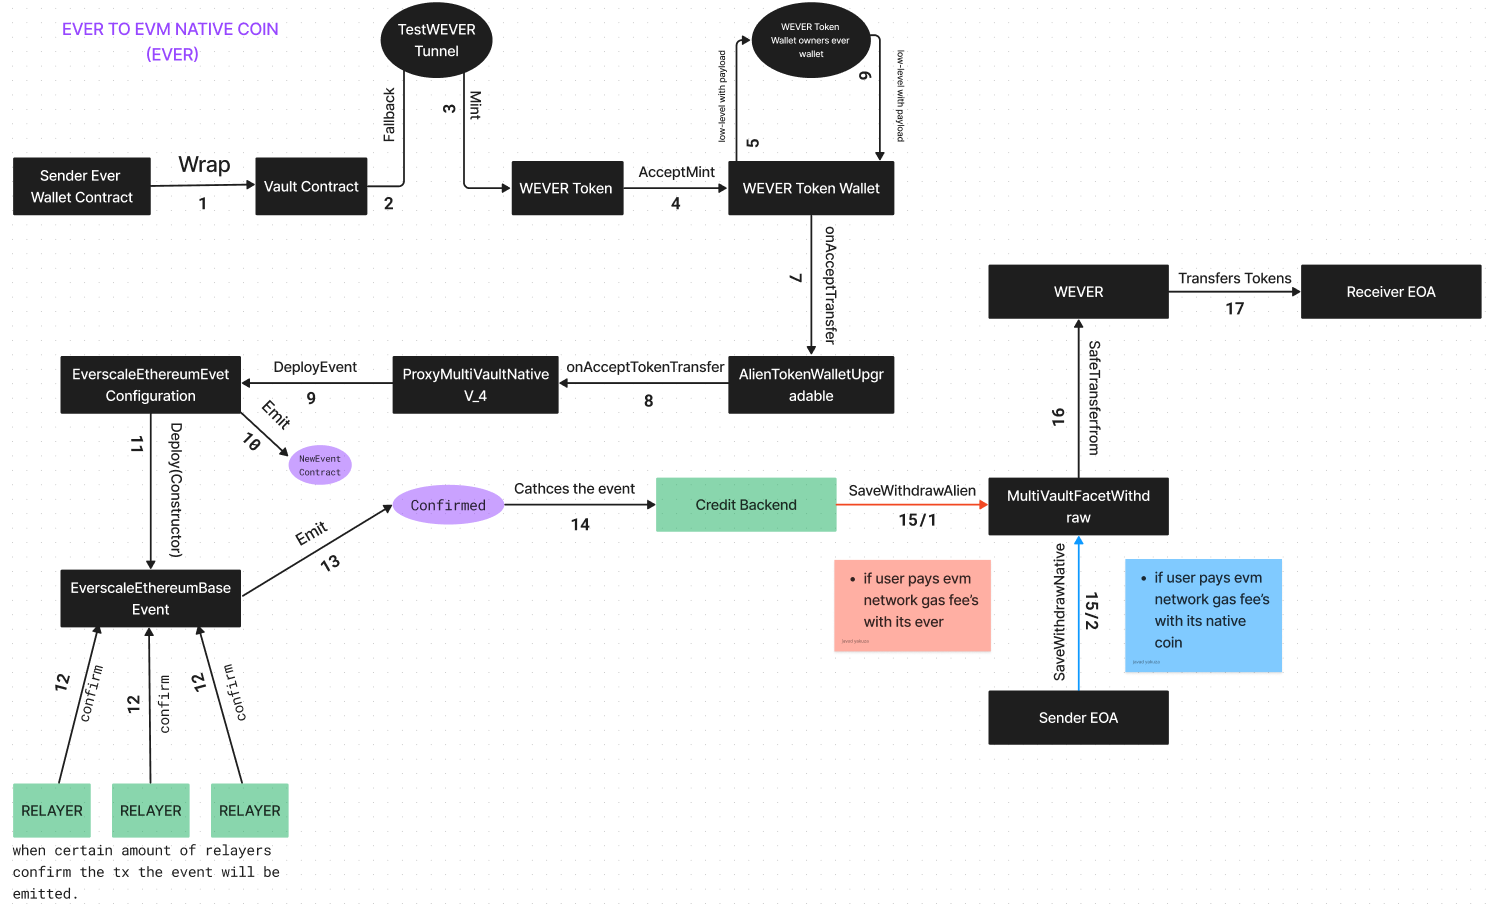 EVER TO EVM NATIVE COIN
(EVER)
TestWEVER
Tunnel
WEVER Token
Wallet owners ever
wallet
Fallback
3
Mint
low-level with payload
5
6
low-level with payload
Sender Ever
Wallet Contract
Wrap
1
Vault Contract
2
WEVER Token
AcceptMint
4
WEVER Token Wallet
7
onAcceptTransfer
WEVER
Transfers Tokens
17
Receiver EOA
EverscaleEthereumEvet
Configuration
DeployEvent
9
ProxyMultiVaultNative
V_4
onAcceptTokenTransfer
8
AlienTokenWalletUpgr
adable
16
SafeTransferfrom
Emit
10
NewEvent
Contract
11
Deploy(Constructor)
Confirmed
Cathces the event
14
Credit Backend
SaveWithdrawAlien
15/1
MultiVaultFacetWithd
raw
Emit
13
EverscaleEthereumBase
Event
• if user pays evm
network gas fee's
with its ever
SaveWithdrawNative
15/2
• if user pays evm
network gas fee's
with its native
coin
12
confirm
12
confirm
12
confirm
Sender EOA
RELAYER
RELAYER
RELAYER
when certain amount of relayers
confirm the tx the event will be
emitted.